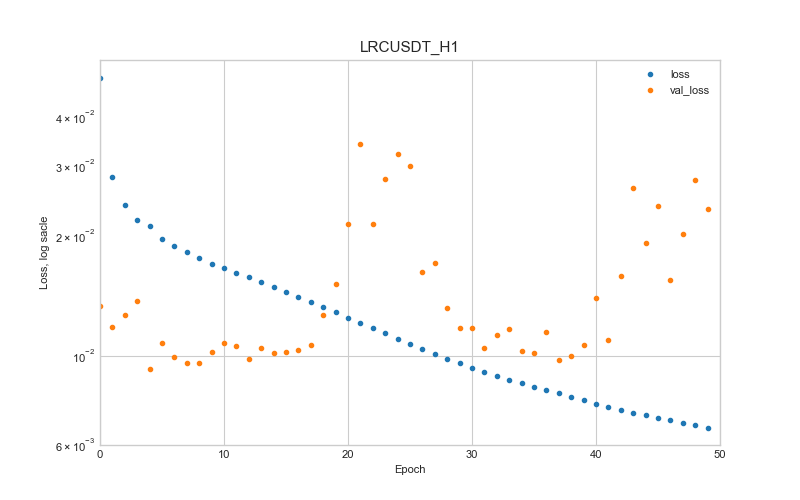 LRCUSDT_H1
loss
val_loss
4 × 10⁻²
3 × 10⁻²
2 × 10⁻²
10⁻²
6 × 10⁻³
Loss, log sacle
0 10 20 30 40 50
Epoch